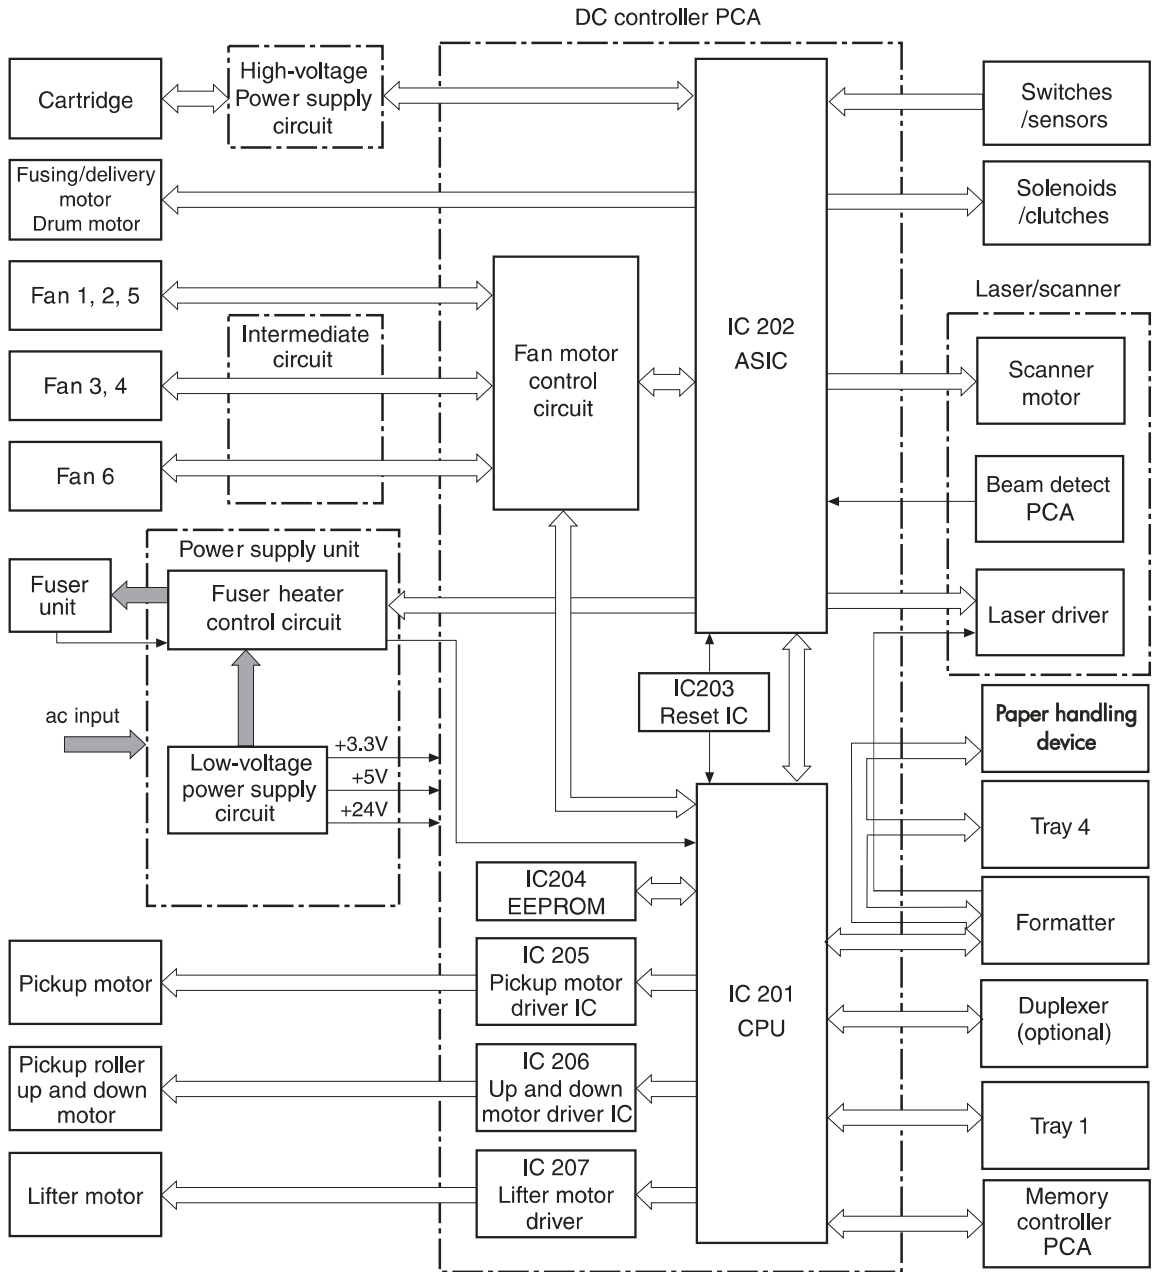 DC controller PCA
Cartridge
High-voltage
Power supply
circuit
Switches
/sensors
Fusing/delivery
motor
Drum motor
Solenoids
/clutches
Fan 1, 2, 5
Intermediate
circuit
Fan 3, 4
Fan 6
Fan motor
control
circuit
IC 202
ASIC
Laser/scanner
Scanner
motor
Beam detect
PCA
Laser driver
Power supply unit
Fuser
unit
Fuser heater
control circuit
IC203
Reset IC
ac input
Low-voltage
power supply
circuit
+3.3V
+5V
+24V
Paper handling
device
Tray 4
IC204
EEPROM
Formatter
Pickup motor
IC 205
Pickup motor
driver IC
IC 201
CPU
Duplexer
(optional)
Pickup roller
up and down
motor
IC 206
Up and down
motor driver IC
Tray 1
Lifter motor
IC 207
Lifter motor
driver
Memory
controller
PCA